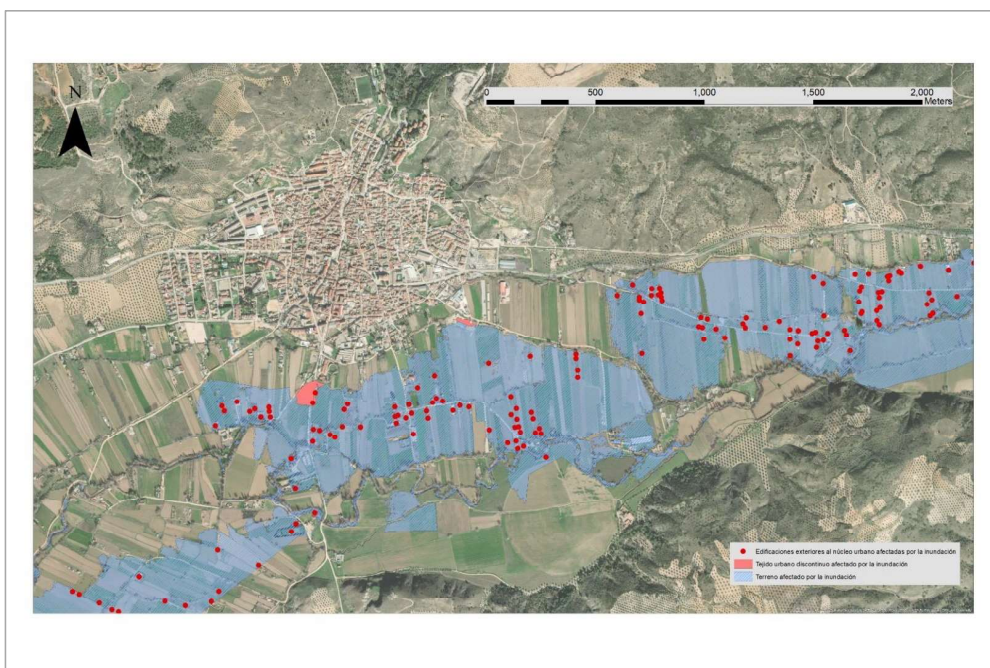 N
0 500 1,000 1,500 2,000
Meters
Edificaciones exteriores al núcleo urbano afectadas por la inundación
Tejido urbano discontinuo afectado por la inundación
Terreno afectado por la inundación